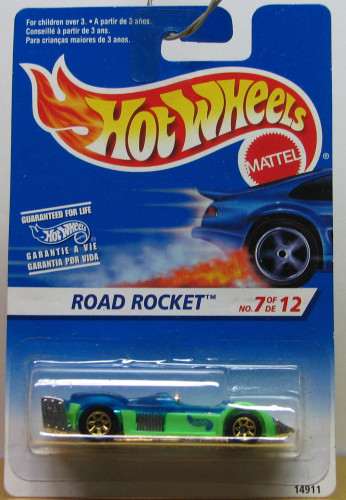 For children over 3. • A partir de 3 años.
Conseillé à partir de 3 ans.
Para crianças maiores de 3 anos.
HOT WHEELS
MATTEL
®
GUARANTEED FOR LIFE
HOT WHEELS
GARANTIE A VIE
GARANTIA POR VIDA
ROAD ROCKET™
NO. 7 OF DE 12
14911